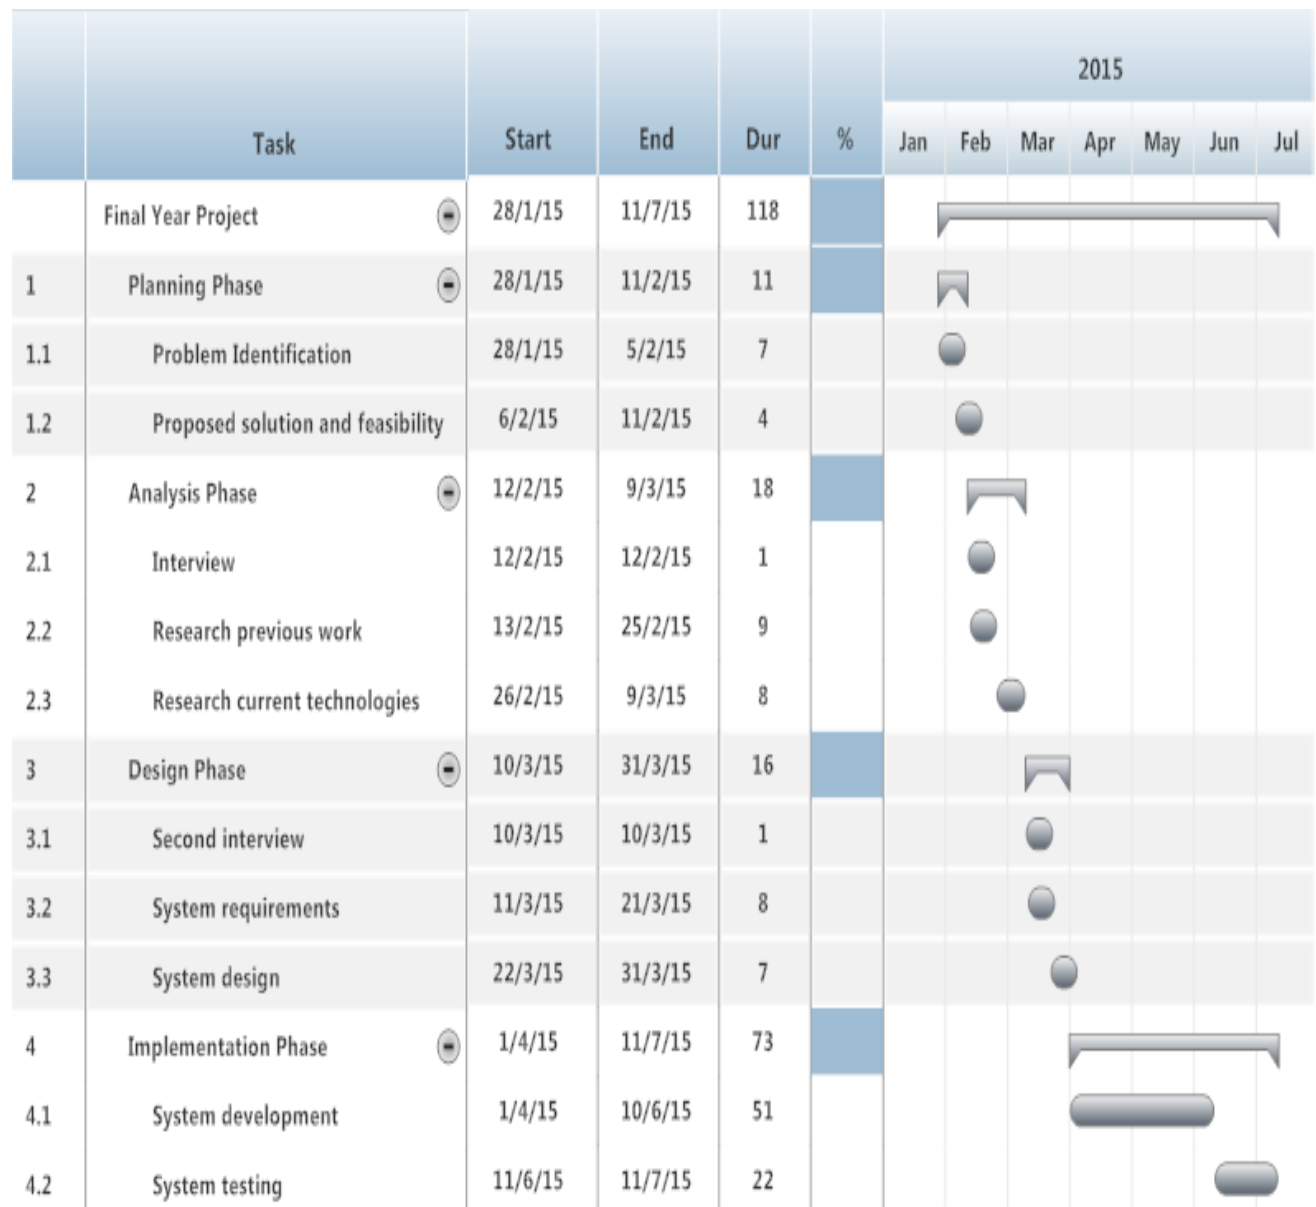 2015
Task Start End Dur % Jan Feb Mar Apr May Jun Jul
Final Year Project 28/1/15 11/7/15 118
1 Planning Phase 28/1/15 11/2/15 11
1.1 Problem Identification 28/1/15 5/2/15 7
1.2 Proposed solution and feasibility 6/2/15 11/2/15 4
2 Analysis Phase 12/2/15 9/3/15 18
2.1 Interview 12/2/15 12/2/15 1
2.2 Research previous work 13/2/15 25/2/15 9
2.3 Research current technologies 26/2/15 9/3/15 8
3 Design Phase 10/3/15 31/3/15 16
3.1 Second interview 10/3/15 10/3/15 1
3.2 System requirements 11/3/15 21/3/15 8
3.3 System design 22/3/15 31/3/15 7
4 Implementation Phase 1/4/15 11/7/15 73
4.1 System development 1/4/15 10/6/15 51
4.2 System testing 11/6/15 11/7/15 22